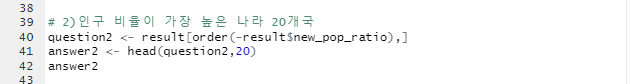 38
39 # 2)인구 비율이 가장 높은 나라 20개국
40 question2 <- result[order(-result$new_pop_ratio),]
41 answer2 <- head(question2,20)
42 answer2
43